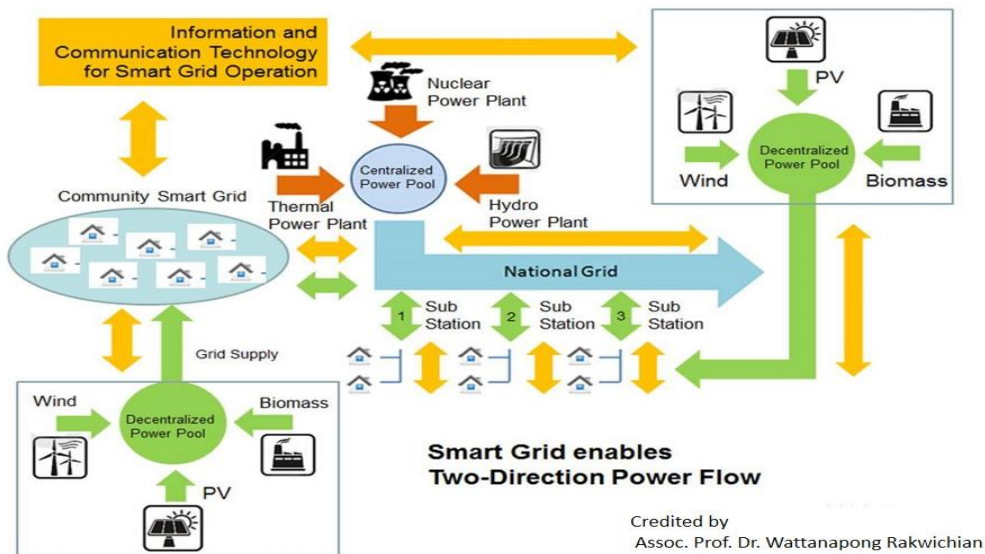 Information and
Communication Technology
for Smart Grid Operation
Nuclear
Power Plant
PV
Wind
Decentralized
Power Pool
Biomass
Centralized
Power Pool
Thermal
Power Plant
Hydro
Power Plant
Community Smart Grid
National Grid
1
Sub
Station
2
Sub
Station
3
Sub
Station
Grid Supply
Wind
Decentralized
Power Pool
Biomass
PV
Smart Grid enables
Two-Direction Power Flow
Credited by
Assoc. Prof. Dr. Wattanapong Rakwichian